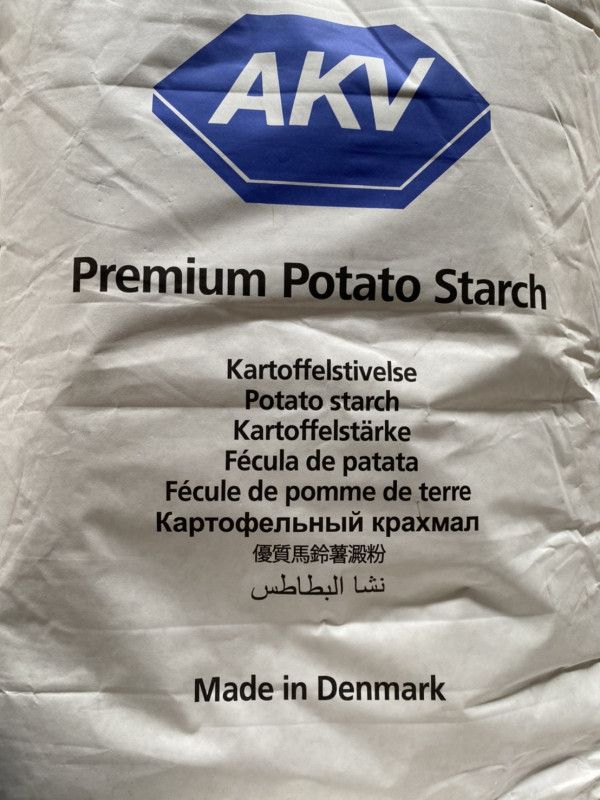 AKV
Premium Potato Starch
Kartoffelstivelse
Potato starch
Kartoffelstärke
Fécula de patata
Fécule de pomme de terre
Картофельный крахмал
優質馬鈴薯澱粉
نشا البطاطس
Made in Denmark